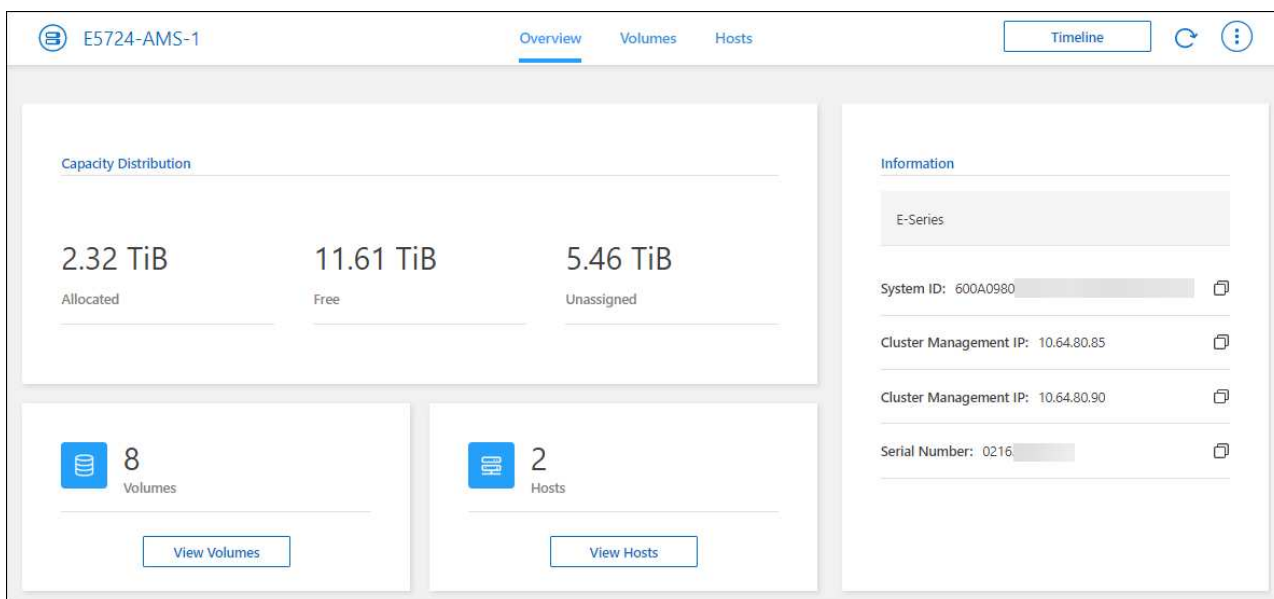 E5724-AMS-1
Overview
Volumes
Hosts
Timeline
Capacity Distribution
2.32 TiB
Allocated
11.61 TiB
Free
5.46 TiB
Unassigned
8
Volumes
View Volumes
2
Hosts
View Hosts
Information
E-Series
System ID: 600A0980
Cluster Management IP: 10.64.80.85
Cluster Management IP: 10.64.80.90
Serial Number: 0216